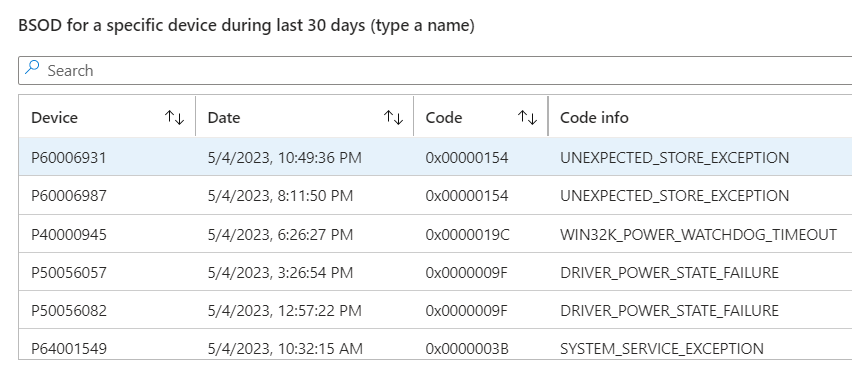 BSOD for a specific device during last 30 days (type a name)
Search
Device Date Code Code info
P60006931 5/4/2023, 10:49:36 PM 0x00000154 UNEXPECTED_STORE_EXCEPTION
P60006987 5/4/2023, 8:11:50 PM 0x00000154 UNEXPECTED_STORE_EXCEPTION
P40000945 5/4/2023, 6:26:27 PM 0x0000019C WIN32K_POWER_WATCHDOG_TIMEOUT
P50056057 5/4/2023, 3:26:54 PM 0x0000009F DRIVER_POWER_STATE_FAILURE
P50056082 5/4/2023, 12:57:22 PM 0x0000009F DRIVER_POWER_STATE_FAILURE
P64001549 5/4/2023, 10:32:15 AM 0x0000003B SYSTEM_SERVICE_EXCEPTION